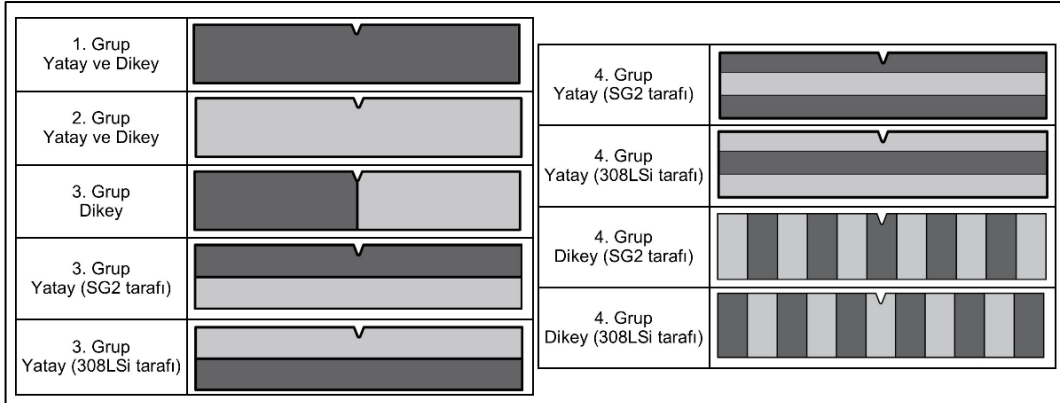 1. Grup
Yatay ve Dikey
2. Grup
Yatay ve Dikey
3. Grup
Dikey
3. Grup
Yatay (SG2 tarafı)
3. Grup
Yatay (308LSi tarafı)
4. Grup
Yatay (SG2 tarafı)
4. Grup
Yatay (308LSi tarafı)
4. Grup
Dikey (SG2 tarafı)
4. Grup
Dikey (308LSi tarafı)